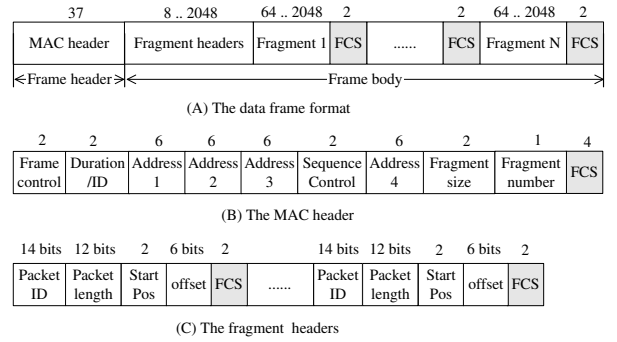 37 8 .. 2048 64 .. 2048 2 2 64 .. 2048 2
MAC header Fragment headers Fragment 1 FCS ...... FCS Fragment N FCS
Frame header Frame body
(A) The data frame format
2 2 6 6 6 2 6 2 1 4
Frame control Duration /ID Address 1 Address 2 Address 3 Sequence Control Address 4 Fragment size Fragment number FCS
(B) The MAC header
14 bits 12 bits 2 6 bits 2 14 bits 12 bits 2 6 bits 2
Packet ID Packet length Start Pos offset FCS ...... Packet ID Packet length Start Pos offset FCS
(C) The fragment headers